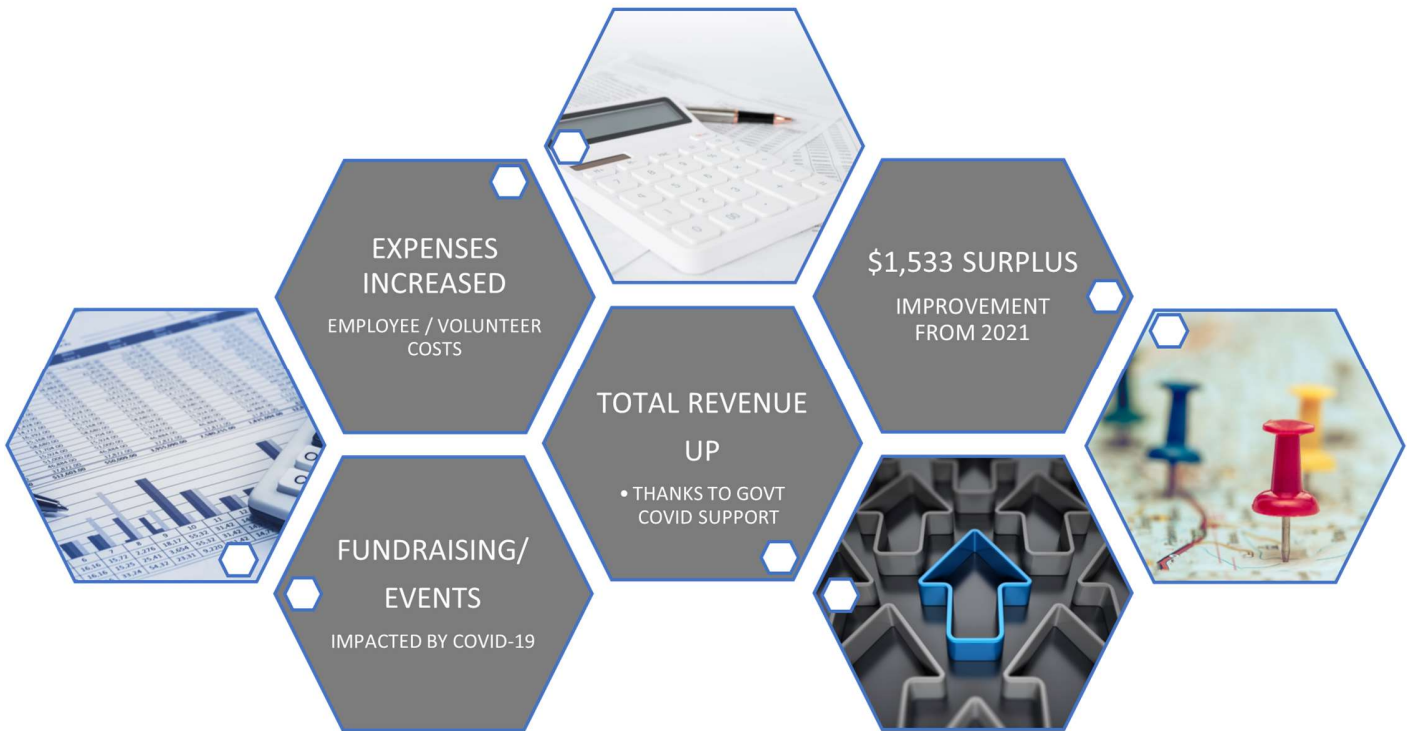 EXPENSES
INCREASED
EMPLOYEE / VOLUNTEER
COSTS
$1,533 SURPLUS
IMPROVEMENT
FROM 2021
TOTAL REVENUE
UP
• THANKS TO GOVT
COVID SUPPORT
FUNDRAISING/
EVENTS
IMPACTED BY COVID-19